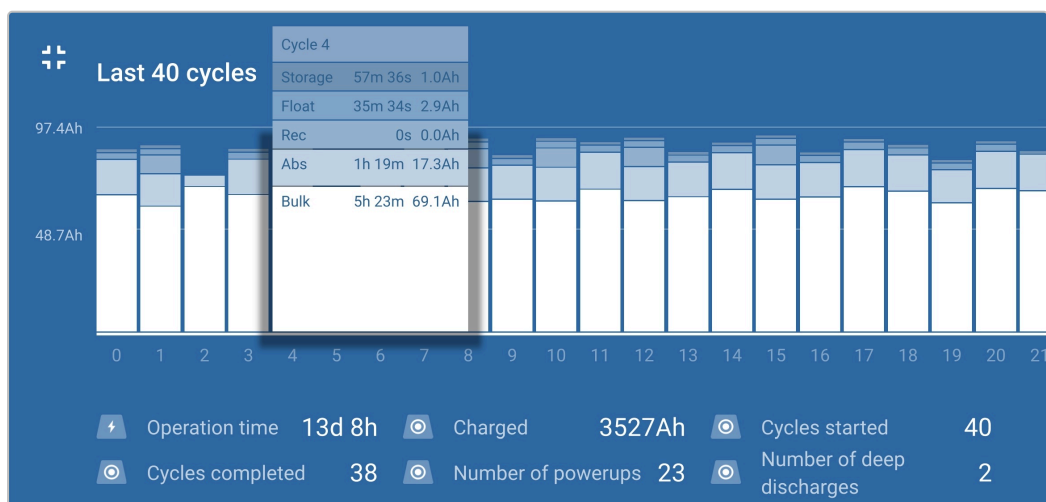 Cycle 4
Last 40 cycles
Storage 57m 36s 1.0Ah
Float 35m 34s 2.9Ah
97.4Ah
Rec 0s 0.0Ah
Abs 1h 19m 17.3Ah
Bulk 5h 23m 69.1Ah
48.7Ah
0 1 2 3 4 5 6 7 8 9 10 11 12 13 14 15 16 17 18 19 20 21
Operation time 13d 8h Charged 3527Ah Cycles started 40
Cycles completed 38 Number of powerups 23 Number of deep
discharges 2